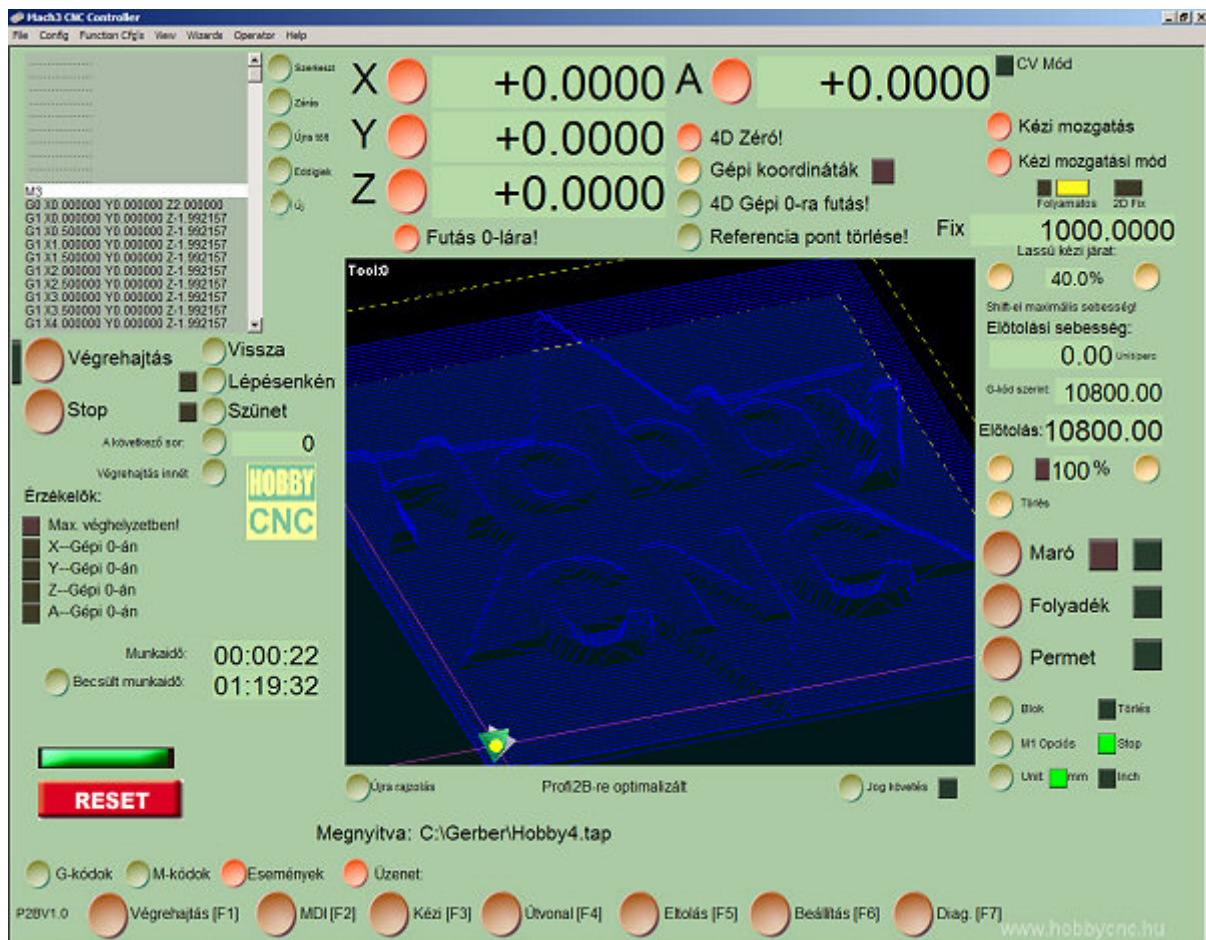 Mach3 CNC Controller
File Config Function Cfg's View Wizards Operator Help
M3
G0 X0.000000 Y0.000000 Z2.000000
G1 X0.000000 Y0.000000 Z-1.992157
G1 X0.500000 Y0.000000 Z-1.992157
G1 X1.000000 Y0.000000 Z-1.992157
G1 X1.500000 Y0.000000 Z-1.992157
G1 X2.000000 Y0.000000 Z-1.992157
G1 X2.500000 Y0.000000 Z-1.992157
G1 X3.000000 Y0.000000 Z-1.992157
G1 X3.500000 Y0.000000 Z-1.992157
G1 X4.000000 Y0.000000 Z-1.992157
Szerkeszt
Zárás
Újra tölt
Eddigiek
Új
X +0.0000
Y +0.0000
Z +0.0000
Futás 0-lára!
A +0.0000
4D Zéró!
Gépi koordináták
4D Gépi 0-ra futás!
Referencia pont törlése!
CV Mód
Kézi mozgatás
Kézi mozgatási mód
Folyamatos 2D Fix
Fix 1000.0000
Lassú kézi járat:
40.0%
Shift-el maximális sebesség!
Előtolási sebesség:
0.00 Unit/perc
G-kód szerint: 10800.00
Előtolás: 10800.00
100 %
Törlés
Maró
Folyadék
Permet
Blok Törlés
M1 Opciós Stop
Unit mm Inch
Végrehajtás
Stop
Vissza
Lépésenkén
Szünet
A következő sor: 0
Végrehajtás innét
HOBBY
CNC
Érzékelők:
Max. véghelyzetben!
X--Gépi 0-án
Y--Gépi 0-án
Z--Gépi 0-án
A--Gépi 0-án
Munkaidő: 00:00:22
Becsült munkaidő: 01:19:32
RESET
Tool:0
Hobby
CNC
Újra rajzolás
Profi2B-re optimalizált
Jog követés
Megnyitva: C:\Gerber\Hobby4.tap
G-kódok M-kódok Események Üzenet:
P2BV1.0 Végrehajtás [F1] MDI [F2] Kézi [F3] Útvonal [F4] Eltolás [F5] Beállítás [F6] Diag. [F7]
www.hobbycnc.hu